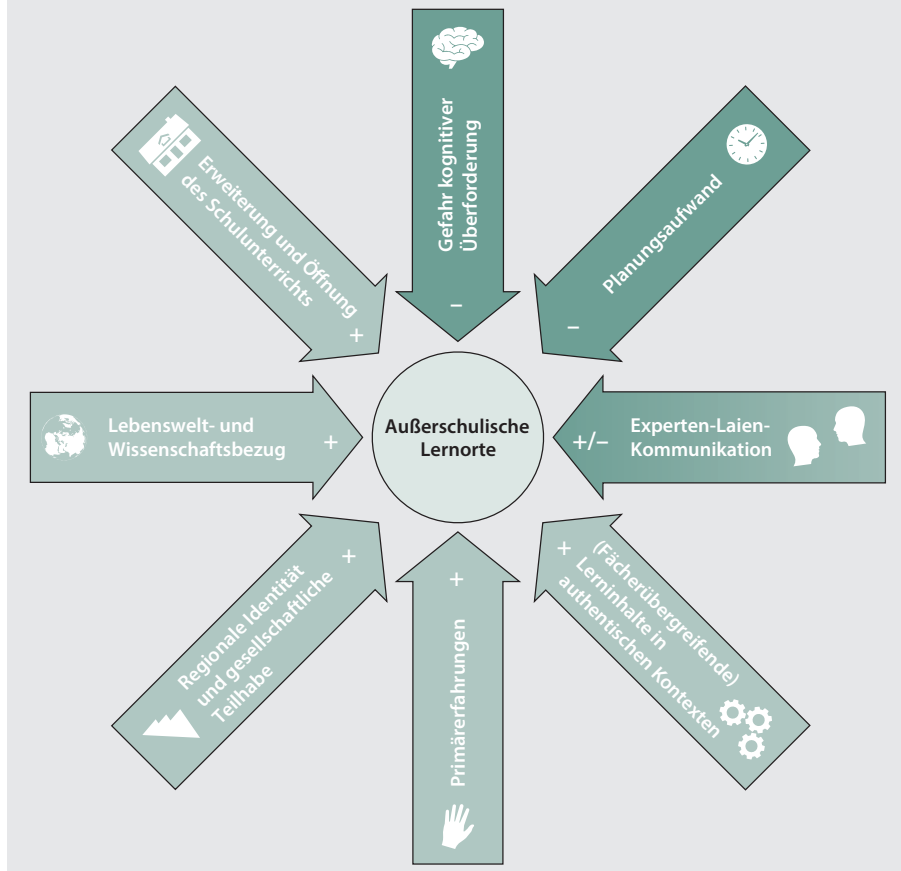 Gefahr kognitiver
Überforderung
–
Planungsaufwand
–
+/–
Experten-Laien-
Kommunikation
+
(Fächerübergreifende)
Lerninhalte in
authentischen Kontexten
+
Primärerfahrungen
+
Regionale Identität
und gesellschaftliche
Teilhabe
Lebenswelt- und
Wissenschaftsbezug
+
Erweiterung und Öffnung
des Schulunterrichts
+
Außerschulische
Lernorte